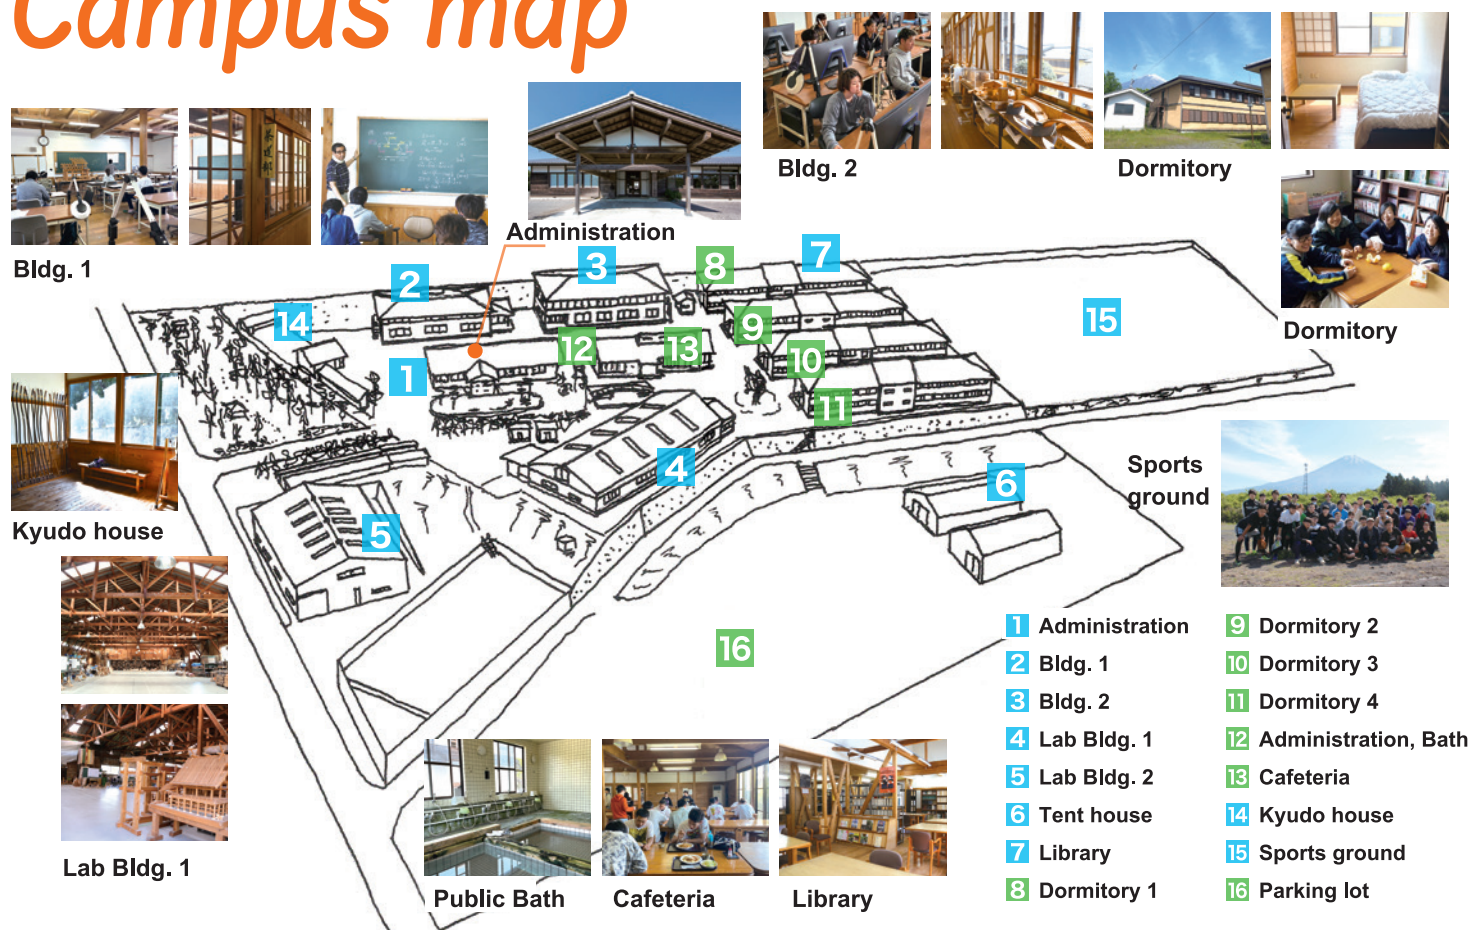 Campus map
Bldg. 2
Dormitory
茶道部
Bldg. 1
Administration
Dormitory
3
8
7
2
14
15
9
12
13
10
1
11
4
6
5
16
Kyudo house
Sports
ground
Lab Bldg. 1
Public Bath
Cafeteria
Library
1 Administration
2 Bldg. 1
3 Bldg. 2
4 Lab Bldg. 1
5 Lab Bldg. 2
6 Tent house
7 Library
8 Dormitory 1
9 Dormitory 2
10 Dormitory 3
11 Dormitory 4
12 Administration, Bath
13 Cafeteria
14 Kyudo house
15 Sports ground
16 Parking lot